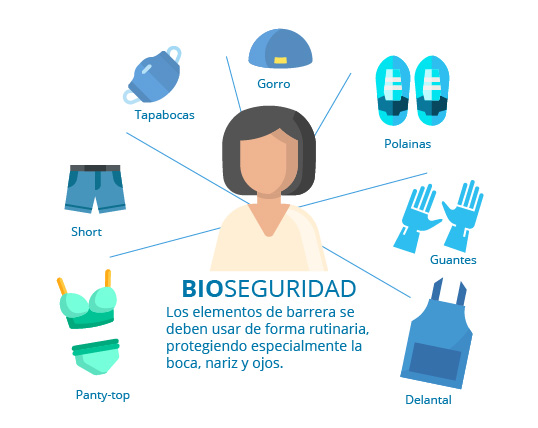 Gorro
Tapabocas
Polainas
Short
Guantes
BIOSEGURIDAD
Los elementos de barrera se
deben usar de forma rutinaria,
protegiendo especialmente la
boca, nariz y ojos.
Panty-top
Delantal